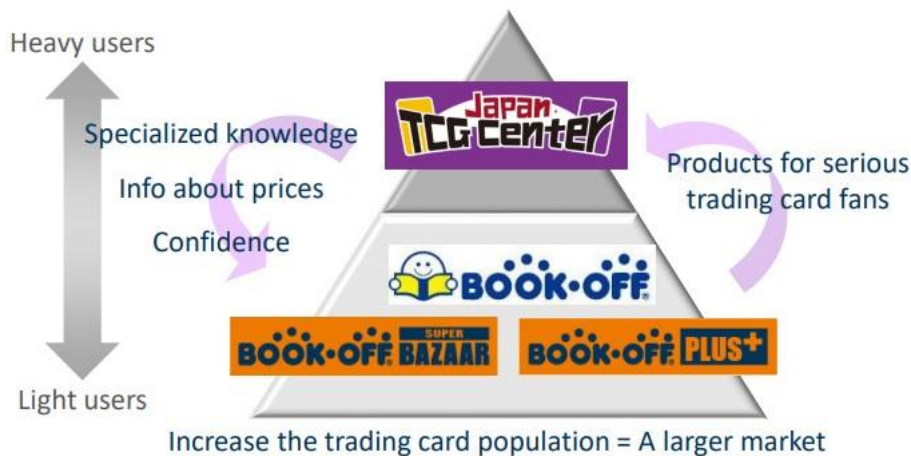 Heavy users
Japan
TCG Center
Specialized knowledge
Info about prices
Confidence
Products for serious
trading card fans
BOOK•OFF®
BOOK•OFF® SUPER BAZAAR
BOOK•OFF® PLUS+
Light users
Increase the trading card population = A larger market